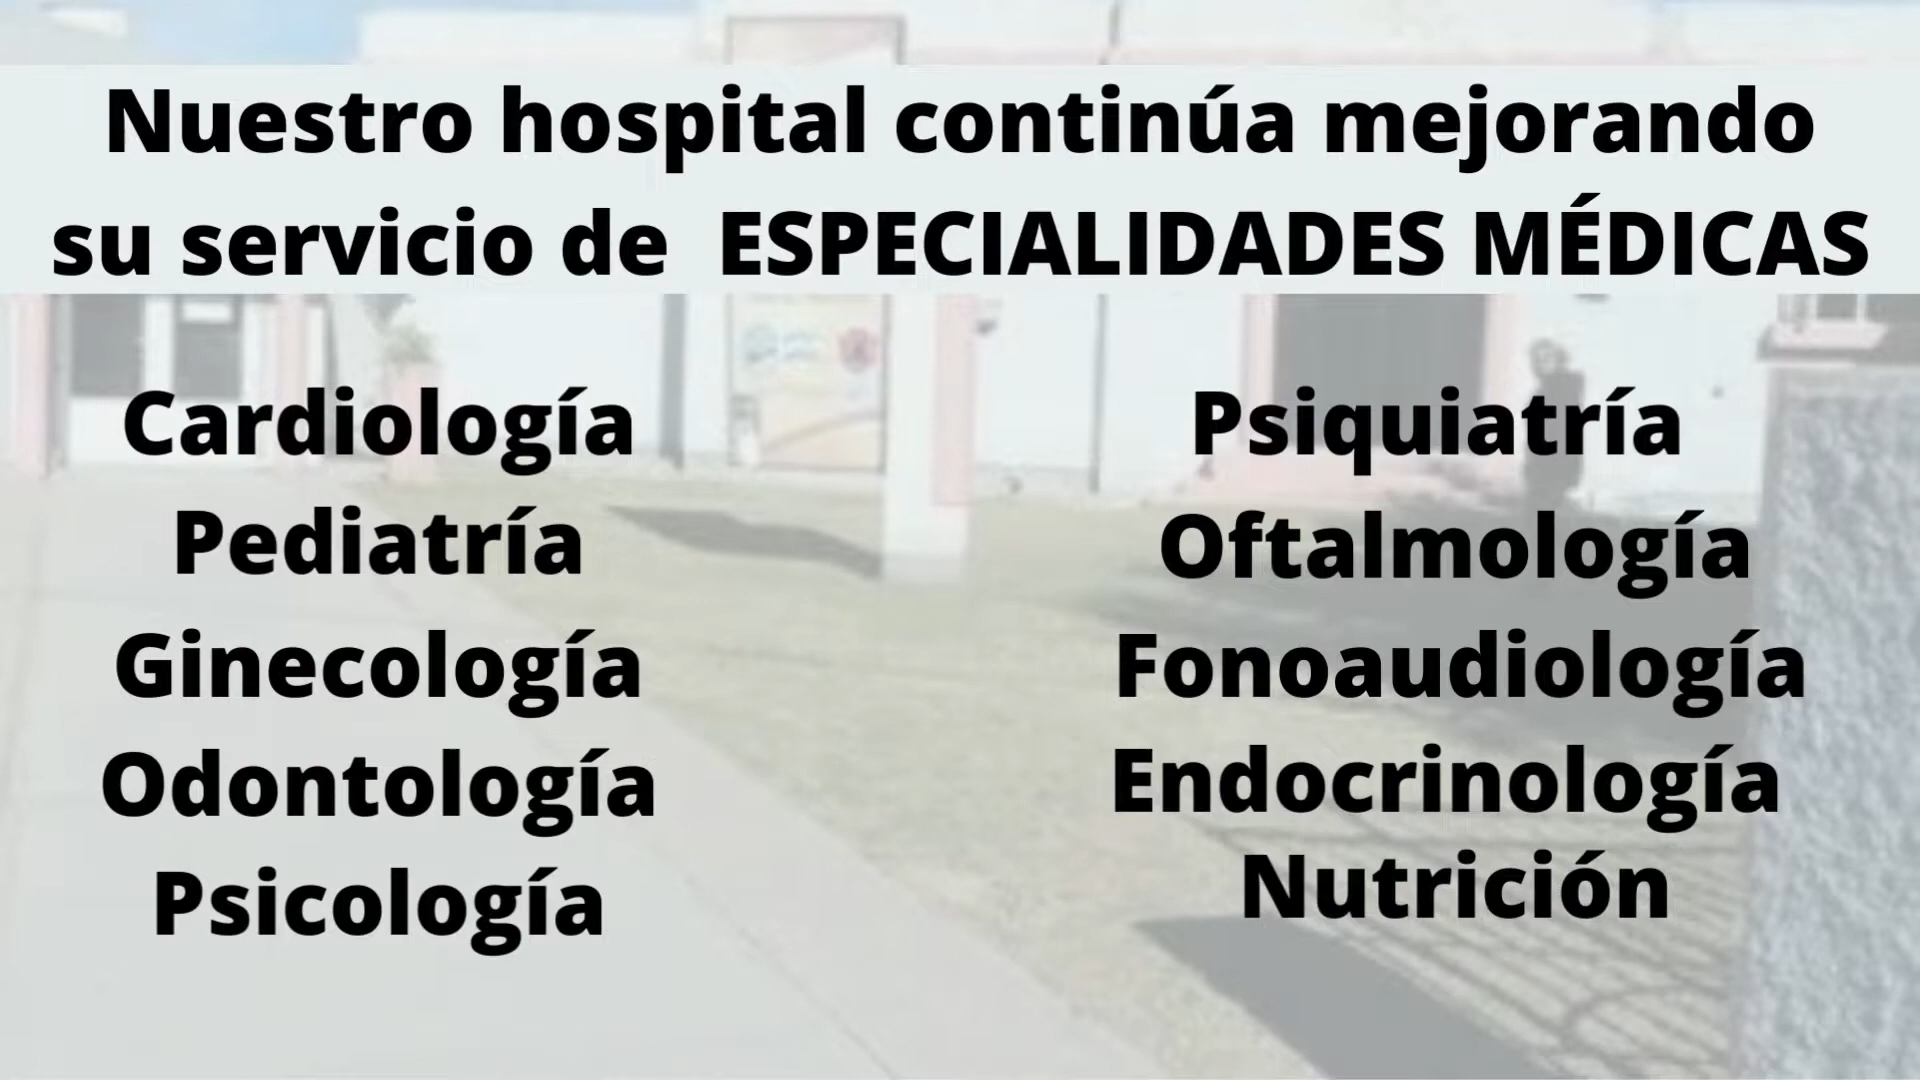 Nuestro hospital continúa mejorando
su servicio de ESPECIALIDADES MÉDICAS
Cardiología
Pediatría
Ginecología
Odontología
Psicología
Psiquiatría
Oftalmología
Fonoaudiología
Endocrinología
Nutrición